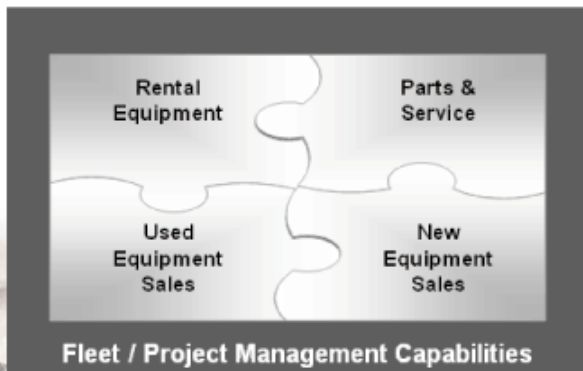 Rental
Equipment
Parts &
Service
Used
Equipment
Sales
New
Equipment
Sales
Fleet / Project Management Capabilities